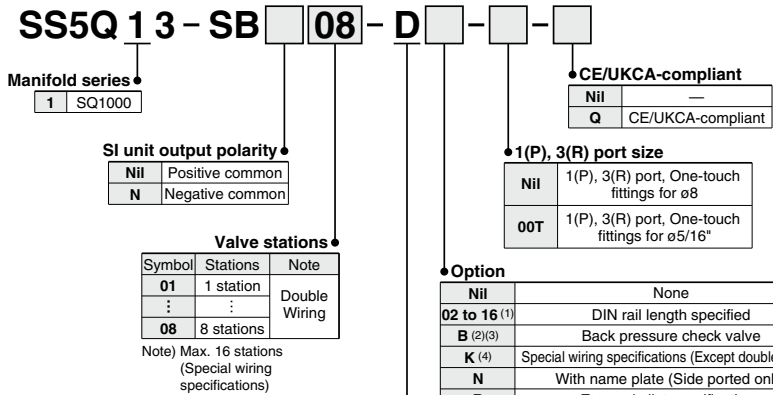 SS5Q 1 3 – SB 08 – D – –
Manifold series
1 SQ1000
SI unit output polarity
Nil Positive common
N Negative common
Valve stations
Symbol Stations Note
01 1 station
⋮ ⋮
Double Wiring
08 8 stations
Note) Max. 16 stations
(Special wiring
specifications)
CE/UKCA-compliant
Nil —
Q CE/UKCA-compliant
1(P), 3(R) port size
Nil 1(P), 3(R) port, One-touch
fittings for ø8
00T 1(P), 3(R) port, One-touch
fittings for ø5/16"
Option
Nil None
02 to 16 (1) DIN rail length specified
B (2)(3) Back pressure check valve
K (4) Special wiring specifications (Except double
N With name plate (Side ported